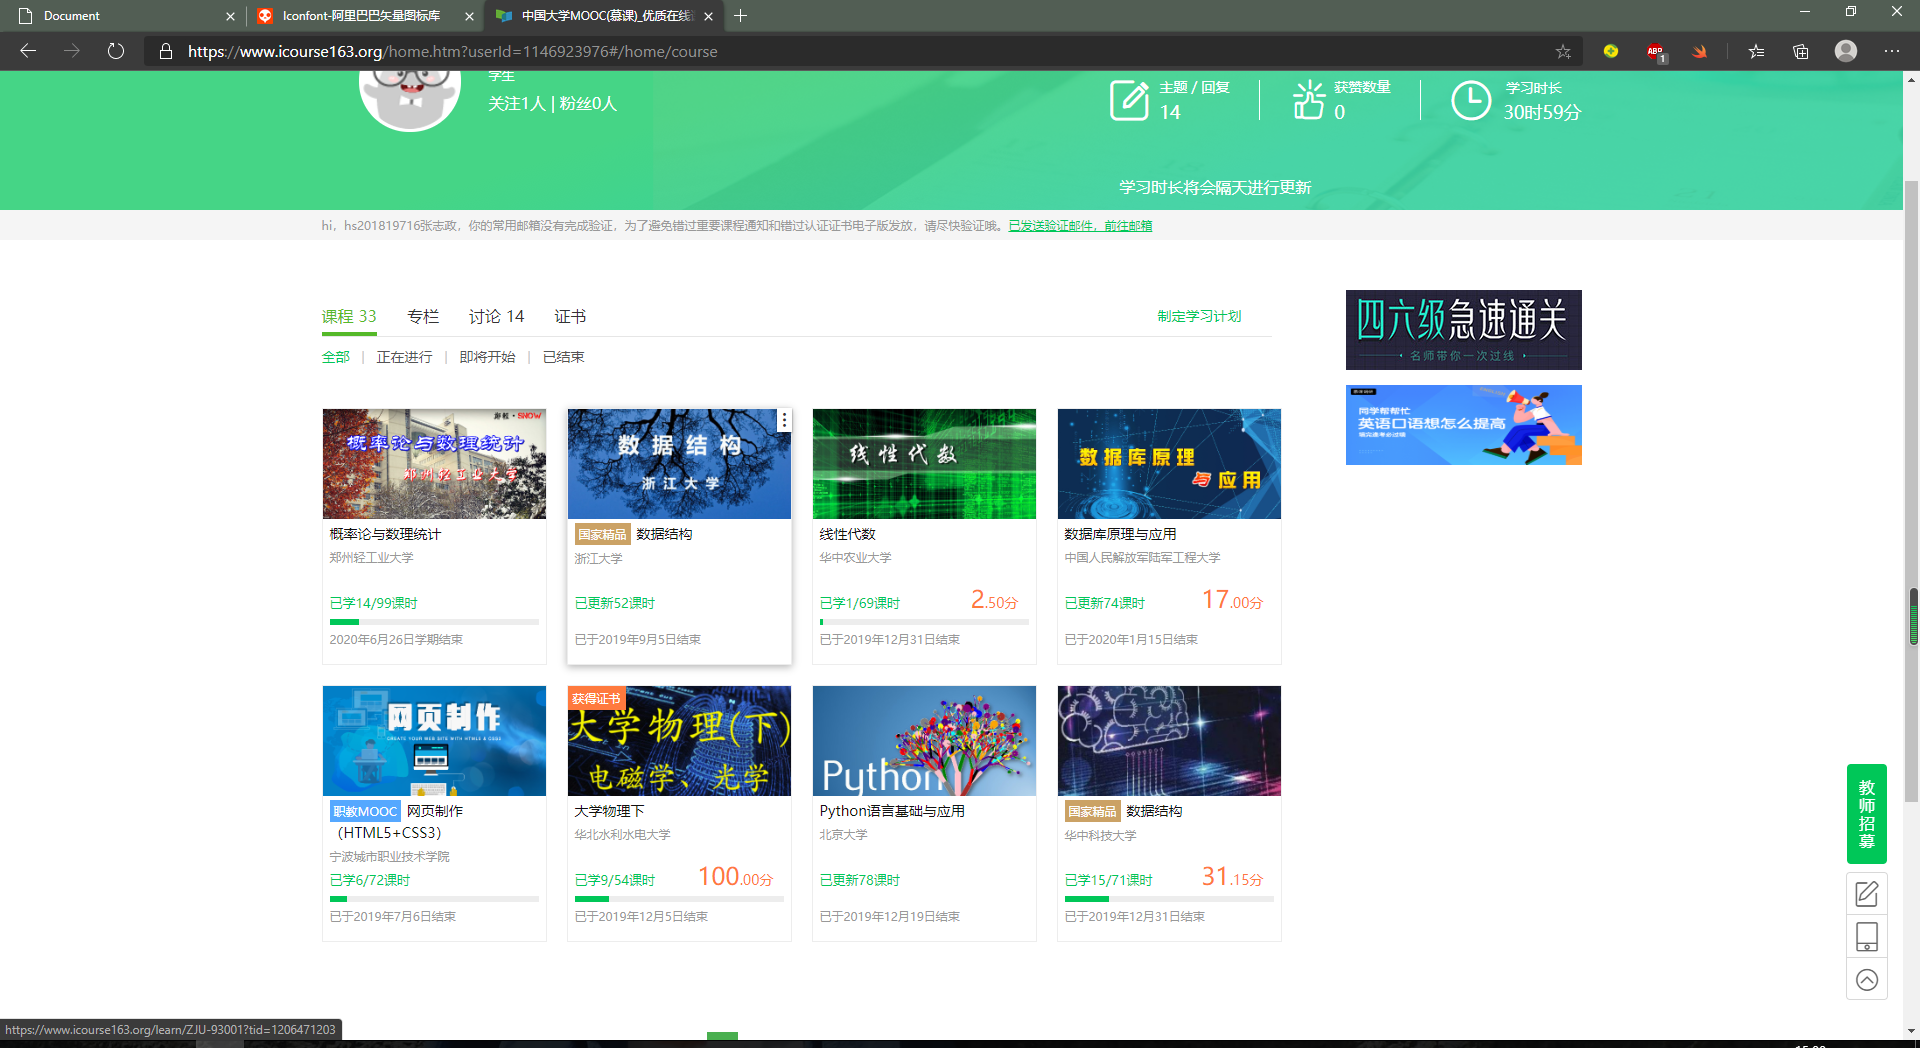 Document
Iconfont-阿里巴巴矢量图标库
中国大学MOOC(慕课)_优质在线
https://www.icourse163.org/home.htm?userId=1146923976#/home/course
ABP
1
学生
关注1人 | 粉丝0人
主题 / 回复
14
获赞数量
0
学习时长
30时59分
学习时长将会隔天进行更新
hi，hs201819716张志政，你的常用邮箱没有完成验证，为了避免错过重要课程通知和错过认证证书电子版发放，请尽快验证哦。已发送验证邮件，前往邮箱
课程 33
专栏
讨论 14
证书
制定学习计划
全部 | 正在进行 | 即将开始 | 已结束
四六级急速通关
名师带你一次过线
同学帮帮忙
英语口语想怎么提高
SHOW
概率论与数理统计
郑州轻工业大学
概率论与数理统计
郑州轻工业大学
已学14/99课时
2020年6月26日学期结束
数据结构
浙江大学
国家精品 数据结构
浙江大学
已更新52课时
已于2019年9月5日结束
线性代数
线性代数
华中农业大学
已学1/69课时
2.50分
已于2019年12月31日结束
数据库原理
与应用
数据库原理与应用
中国人民解放军陆军工程大学
已更新74课时
17.00分
已于2020年1月15日结束
网页制作
CREATE YOUR WEB SITE WITH HTML5 & CSS3
职教MOOC 网页制作
（HTML5+CSS3）
宁波城市职业技术学院
已学6/72课时
已于2019年7月6日结束
获得证书
大学物理(下)
电磁学、光学
大学物理下
华北水利水电大学
已学9/54课时
100.00分
已于2019年12月5日结束
Python
Python语言基础与应用
北京大学
已更新78课时
已于2019年12月19日结束
国家精品 数据结构
华中科技大学
已学15/71课时
31.15分
已于2019年12月31日结束
教师招募
https://www.icourse163.org/learn/ZJU-93001?tid=1206471203